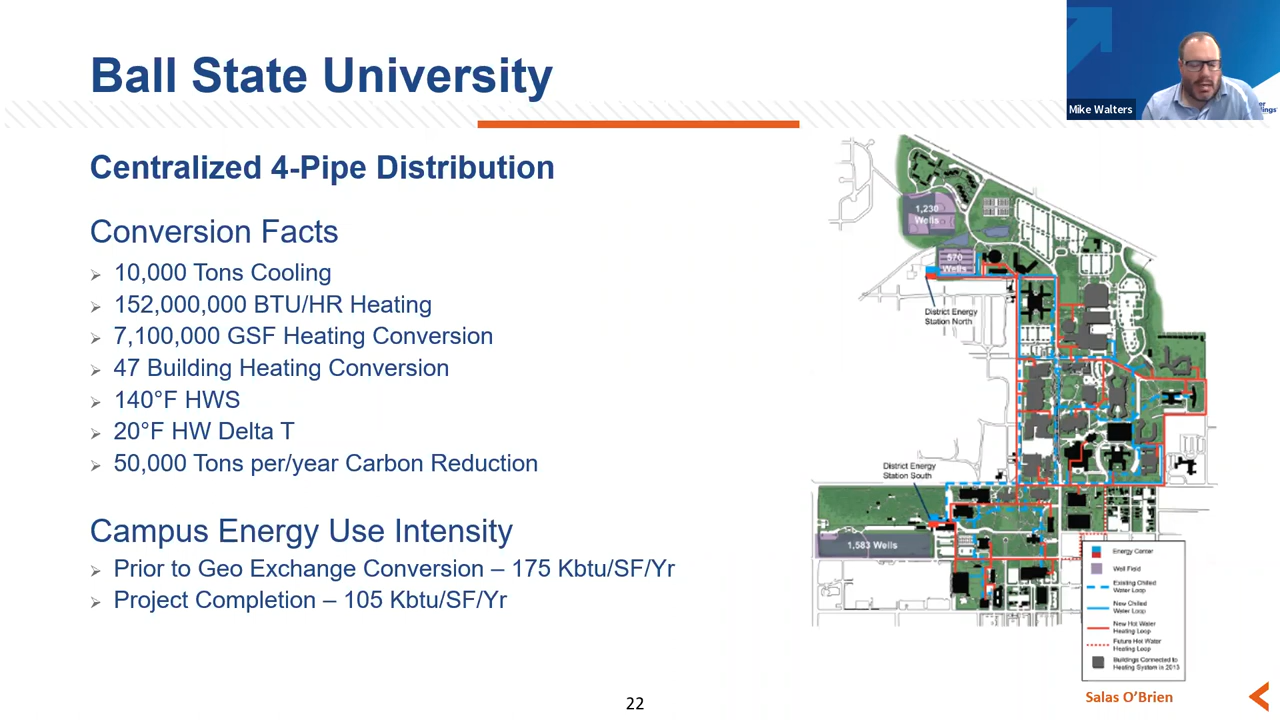 Ball State University
Mike Walters
Centralized 4-Pipe Distribution
Conversion Facts
10,000 Tons Cooling
152,000,000 BTU/HR Heating
7,100,000 GSF Heating Conversion
47 Building Heating Conversion
140°F HWS
20°F HW Delta T
50,000 Tons per/year Carbon Reduction
Campus Energy Use Intensity
Prior to Geo Exchange Conversion – 175 Kbtu/SF/Yr
Project Completion – 105 Kbtu/SF/Yr
1,230
Wells
570
Wells
District Energy
Station North
District Energy
Station South
1,583 Wells
Energy Center
Well Field
Existing Chilled
Water Loop
New Chilled
Water Loop
New Hot Water
Heating Loop
Future Hot Water
Heating Loop
Buildings Connected to
Heating System in 2013
22
Salas O’Brien